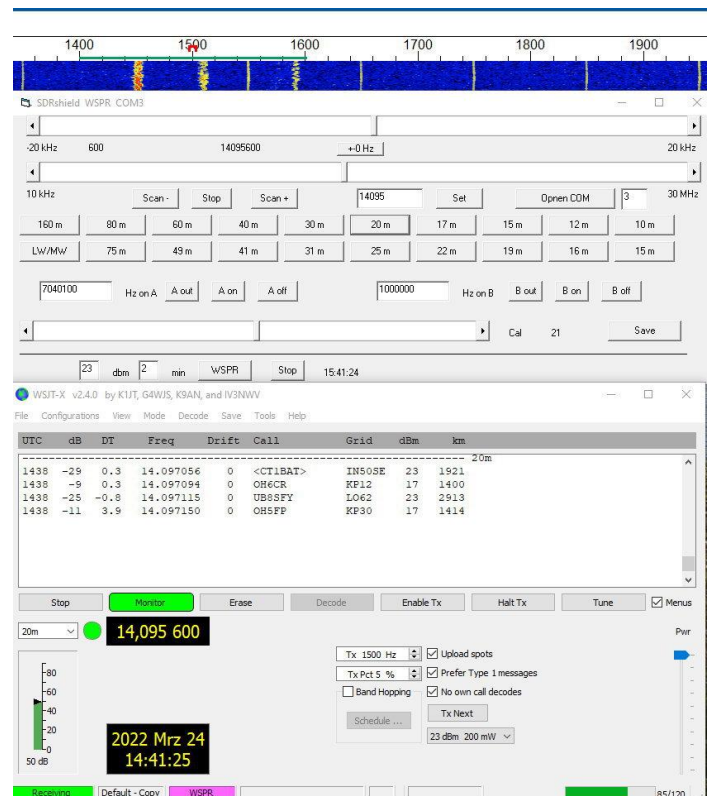 1400 1500 1600 1700 1800 1900
SDRshield WSPR COM3
-20 kHz 600 14095600 +-0 Hz 20 kHz
10 kHz Scan - Stop Scan + 14095 Set Opnen COM 3 30 MHz
160 m 80 m 60 m 40 m 30 m 20 m 17 m 15 m 12 m 10 m
LW/MW 75 m 49 m 41 m 31 m 25 m 22 m 19 m 16 m 15 m
7040100 Hz on A A out A on A off 1000000 Hz on B B out B on B off
Cal 21 Save
23 dbm 2 min WSPR Stop 15:41:24
WSJT-X v2.4.0 by K1JT, G4WJS, K9AN, and IV3NWV
File Configurations View Mode Decode Save Tools Help
UTC dB DT Freq Drift Call Grid dBm km
20m
1438 -29 0.3 14.097056 0 <CT1BAT> IN50SE 23 1921
1438 -9 0.3 14.097094 0 OH6CR KP12 17 1400
1438 -25 -0.8 14.097115 0 UB8SFY LO62 23 2913
1438 -11 3.9 14.097150 0 OH5FP KP30 17 1414
Stop Monitor Erase Decode Enable Tx Halt Tx Tune Menus
20m 14,095 600 Pwr
Tx 1500 Hz Upload spots
Tx Pct 5 % Prefer Type 1 messages
Band Hopping No own call decodes
Schedule ... Tx Next
23 dBm 200 mW
-80
-60
-40
-20
0
50 dB
2022 Mrz 24
14:41:25
Receiving Default - Copy WSPR 85/120